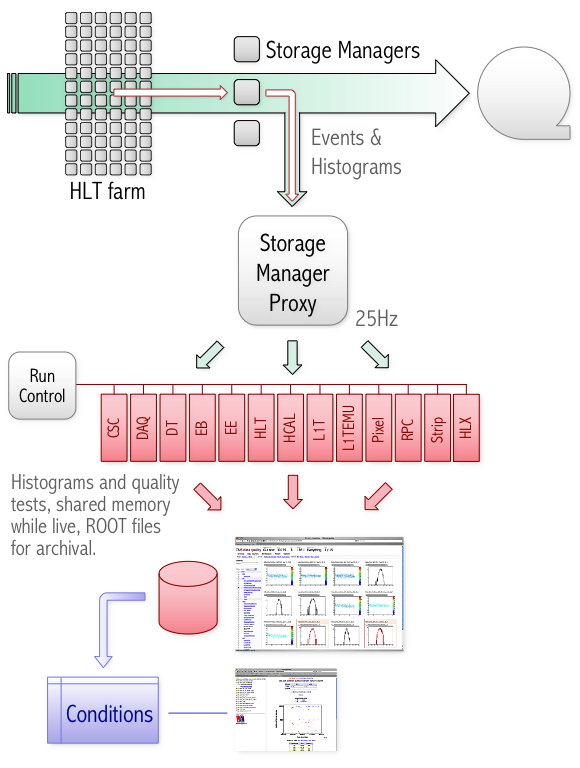 Storage Managers
Events &
Histograms
HLT farm
Storage
Manager
Proxy
25Hz
Run
Control
CSC
DAQ
DT
EB
EE
HLT
HCAL
L1T
L1TEMU
Pixel
RPC
Strip
HLX
Histograms and quality
tests, shared memory
while live, ROOT files
for archival.
Conditions